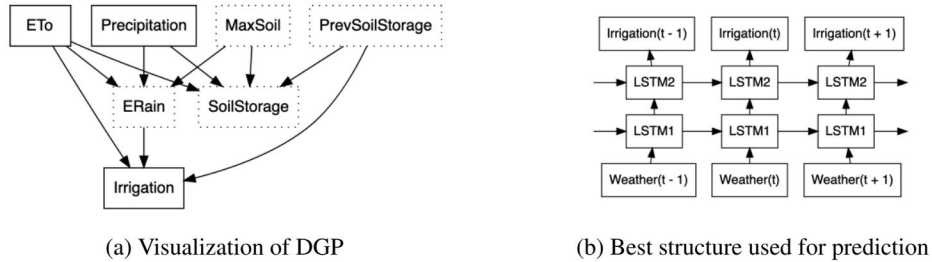 ETo Precipitation MaxSoil PrevSoilStorage
ERain SoilStorage
Irrigation
(a) Visualization of DGP
Irrigation(t - 1) Irrigation(t) Irrigation(t + 1)
LSTM2 LSTM2 LSTM2
LSTM1 LSTM1 LSTM1
Weather(t - 1) Weather(t) Weather(t + 1)
(b) Best structure used for prediction